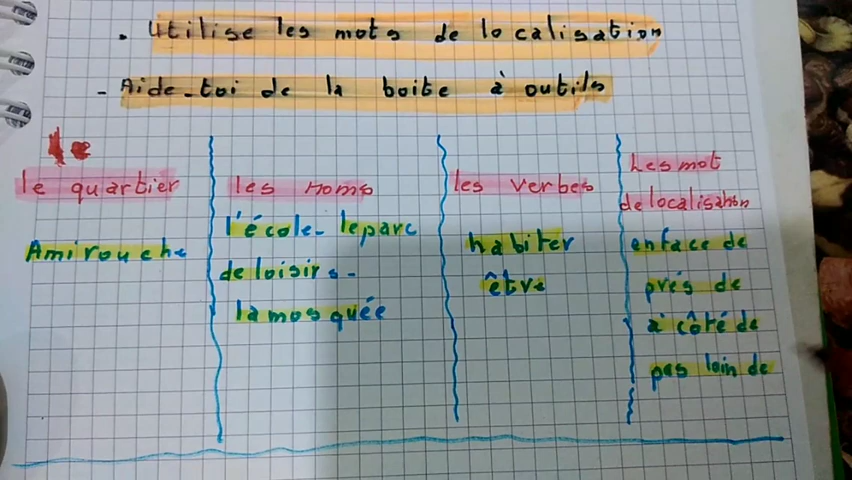 . Utilise les mots de localisation
- Aide-toi de la boite à outils
le quartier
Amirouche
les noms
l'école - le parc
de loisirs -
la mosquée
les verbes
habiter
être
Les mot
de localisation
en face de
prés de
à côté de
pas loin de